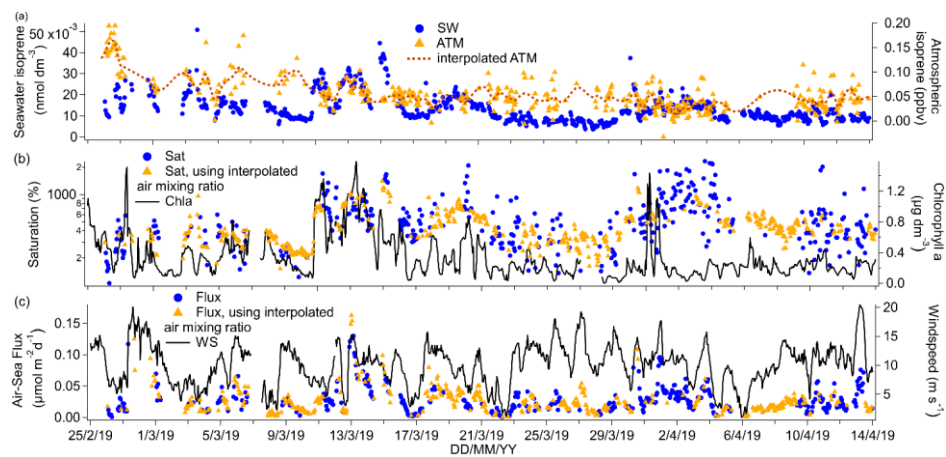 (a)
50 x10⁻³
40
30
20
10
0
Seawater isoprene
(nmol dm⁻³)
SW
ATM
interpolated ATM
0.20
0.15
0.10
0.05
0.00
Atmospheric
isoprene (ppbv)
(b)
Sat
Sat, using interpolated
air mixing ratio
Chla
2
1000
8
6
4
2
Saturation (%)
1.2
0.8
0.4
0.0
Chlorophyll a
(µg dm⁻³)
(c)
Flux
Flux, using interpolated
air mixing ratio
WS
0.15
0.10
0.05
0.00
Air-Sea Flux
(µmol m⁻²d⁻¹)
20
15
10
5
Windspeed (m s⁻¹)
25/2/19 1/3/19 5/3/19 9/3/19 13/3/19 17/3/19 21/3/19 25/3/19 29/3/19 2/4/19 6/4/19 10/4/19 14/4/19
DD/MM/YY